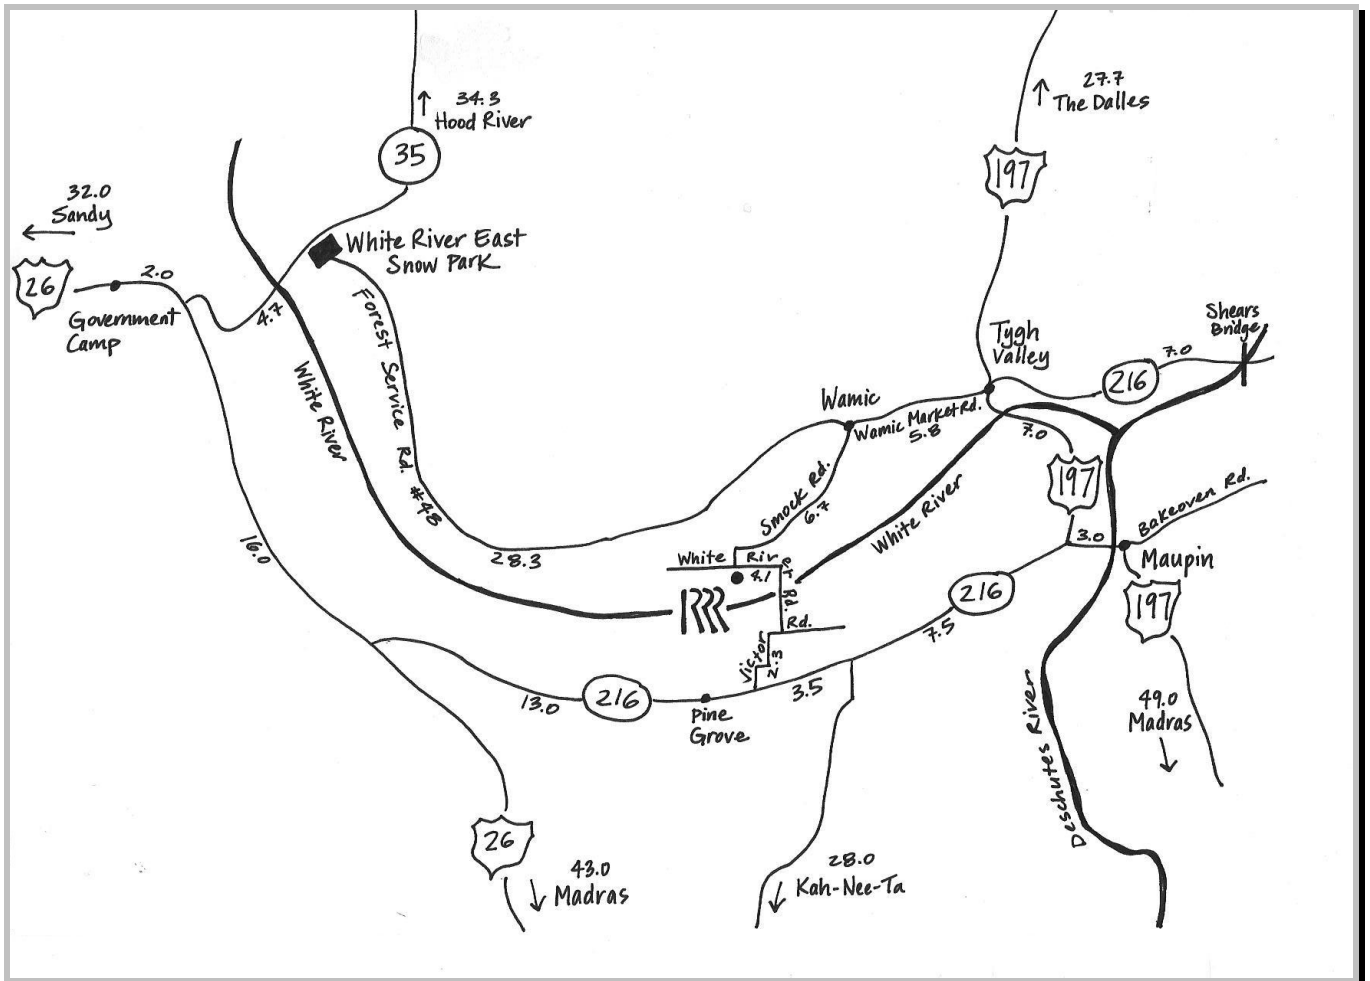 34.3
Hood River
35
27.7
The Dalles
197
32.0
Sandy
26
2.0
Government
Camp
4.7
White River East
Snow Park
Forest Service Rd. #48
White River
Tygh
Valley
Shears
Bridge
7.0
216
Wamic
Wamic Market Rd.
5.8
7.0
197
Smock Rd.
6.7
White River
Bakeoven Rd.
3.0
Maupin
197
16.0
28.3
White River Rd.
4.1
RRR
Rd.
Victor
2.3
216
7.5
13.0
216
Pine
Grove
3.5
Deschutes River
49.0
Madras
26
43.0
Madras
28.0
Kah-Nee-Ta